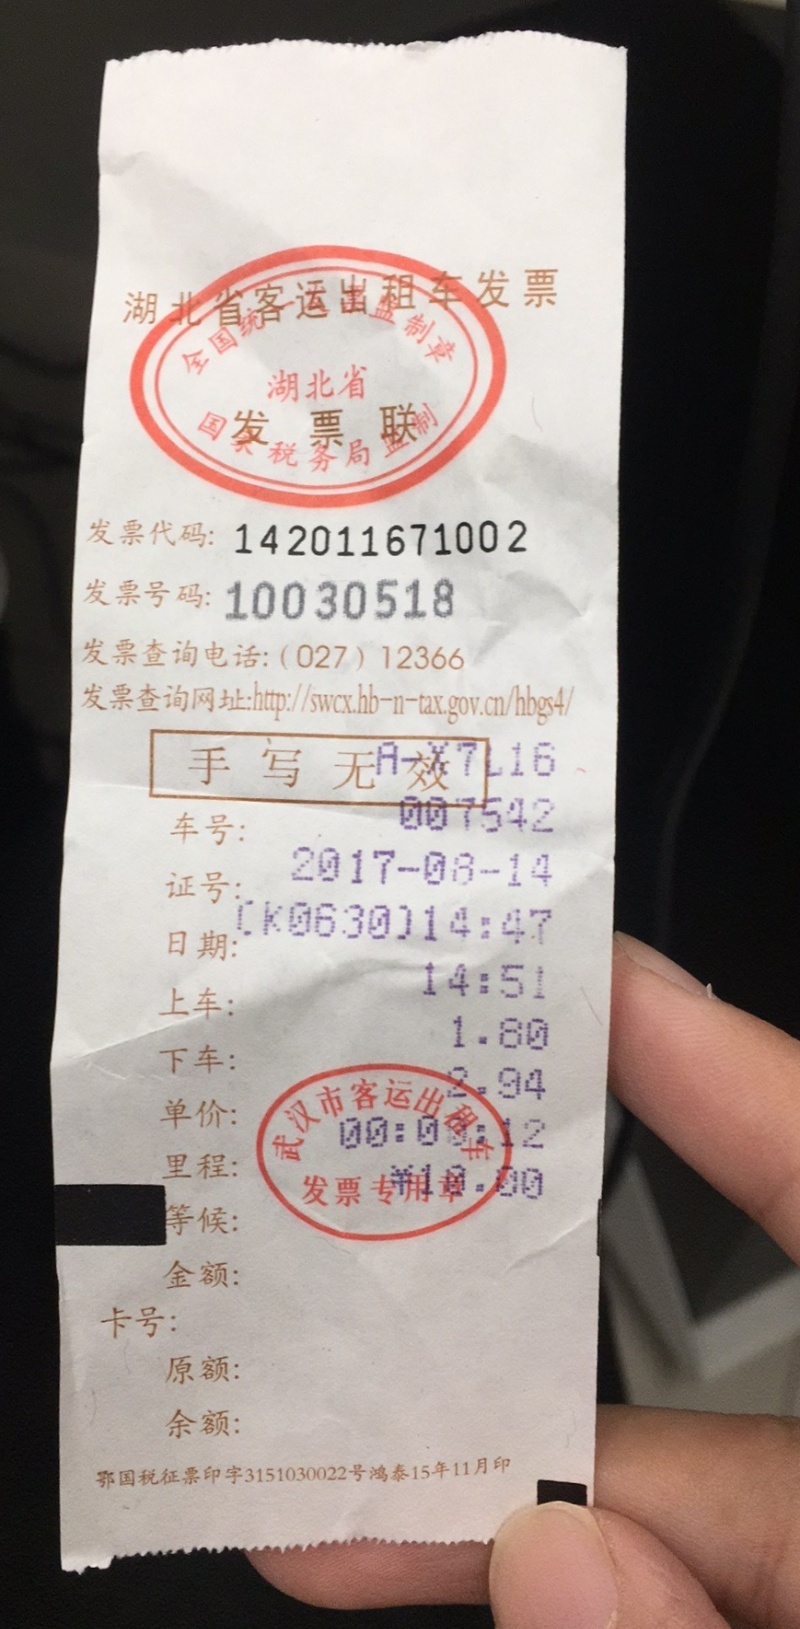 湖北省客运出租车发票
全国统一发票监制章
湖北省
发票联
国家税务局监制
发票代码: 142011671002
发票号码: 10030518
发票查询电话:(027)12366
发票查询网址:http://swcx.hb-n-tax.gov.cn/hbgs4/
手写无效
A-X7L16
车号: 007542
证号: 2017-08-14
日期: (K0630)14:47
上车: 14:51
下车: 1.80
单价: 2.94
武汉市客运出租车
里程: 00:00:12
发票专用章
等候: ¥10.00
金额:
卡号:
原额:
余额:
鄂国税征票印字3151030022号鸿泰15年11月印